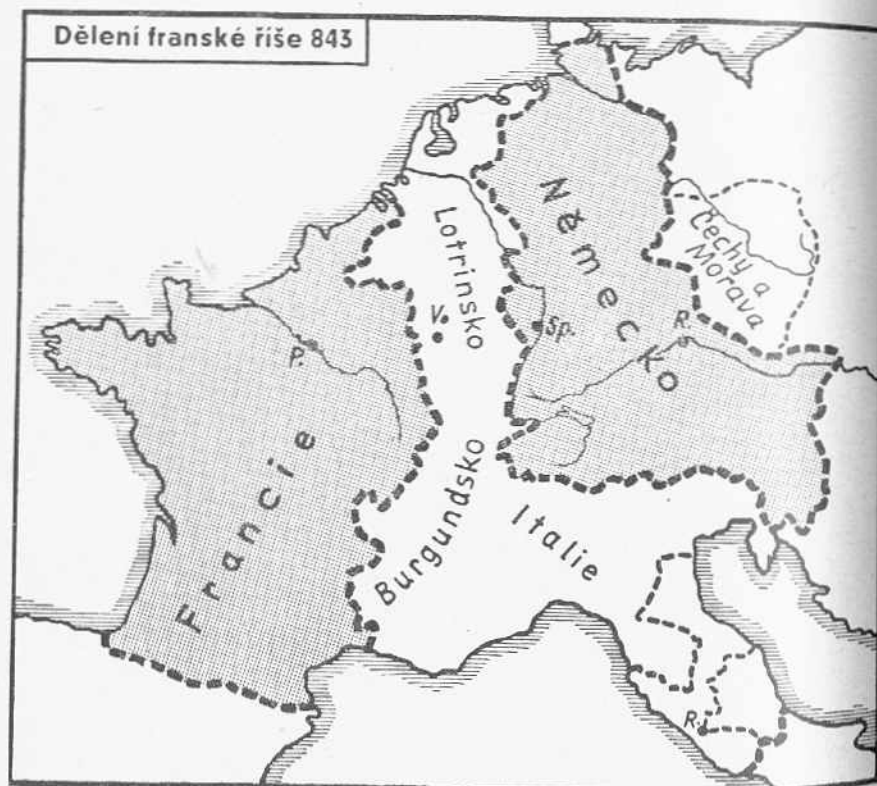 Dělení franské říše 843
Německo
Lotrinsko
Čechy a
Morava
V.
Sp.
R.
P.
Francie
Burgundsko
Italie
R.